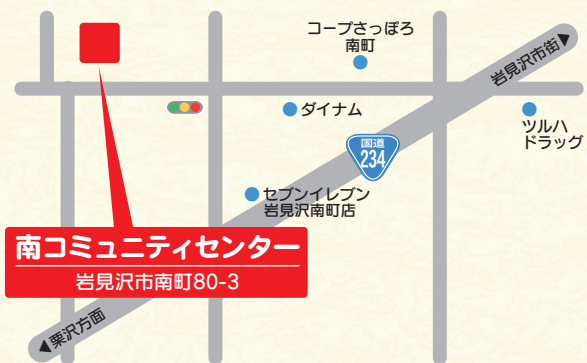 コープさっぽろ
南町
岩見沢市街▶
ダイナム
ツルハ
ドラッグ
国道
234
セブンイレブン
岩見沢南町店
南コミュニティセンター
岩見沢市南町80-3
◀栗沢方面